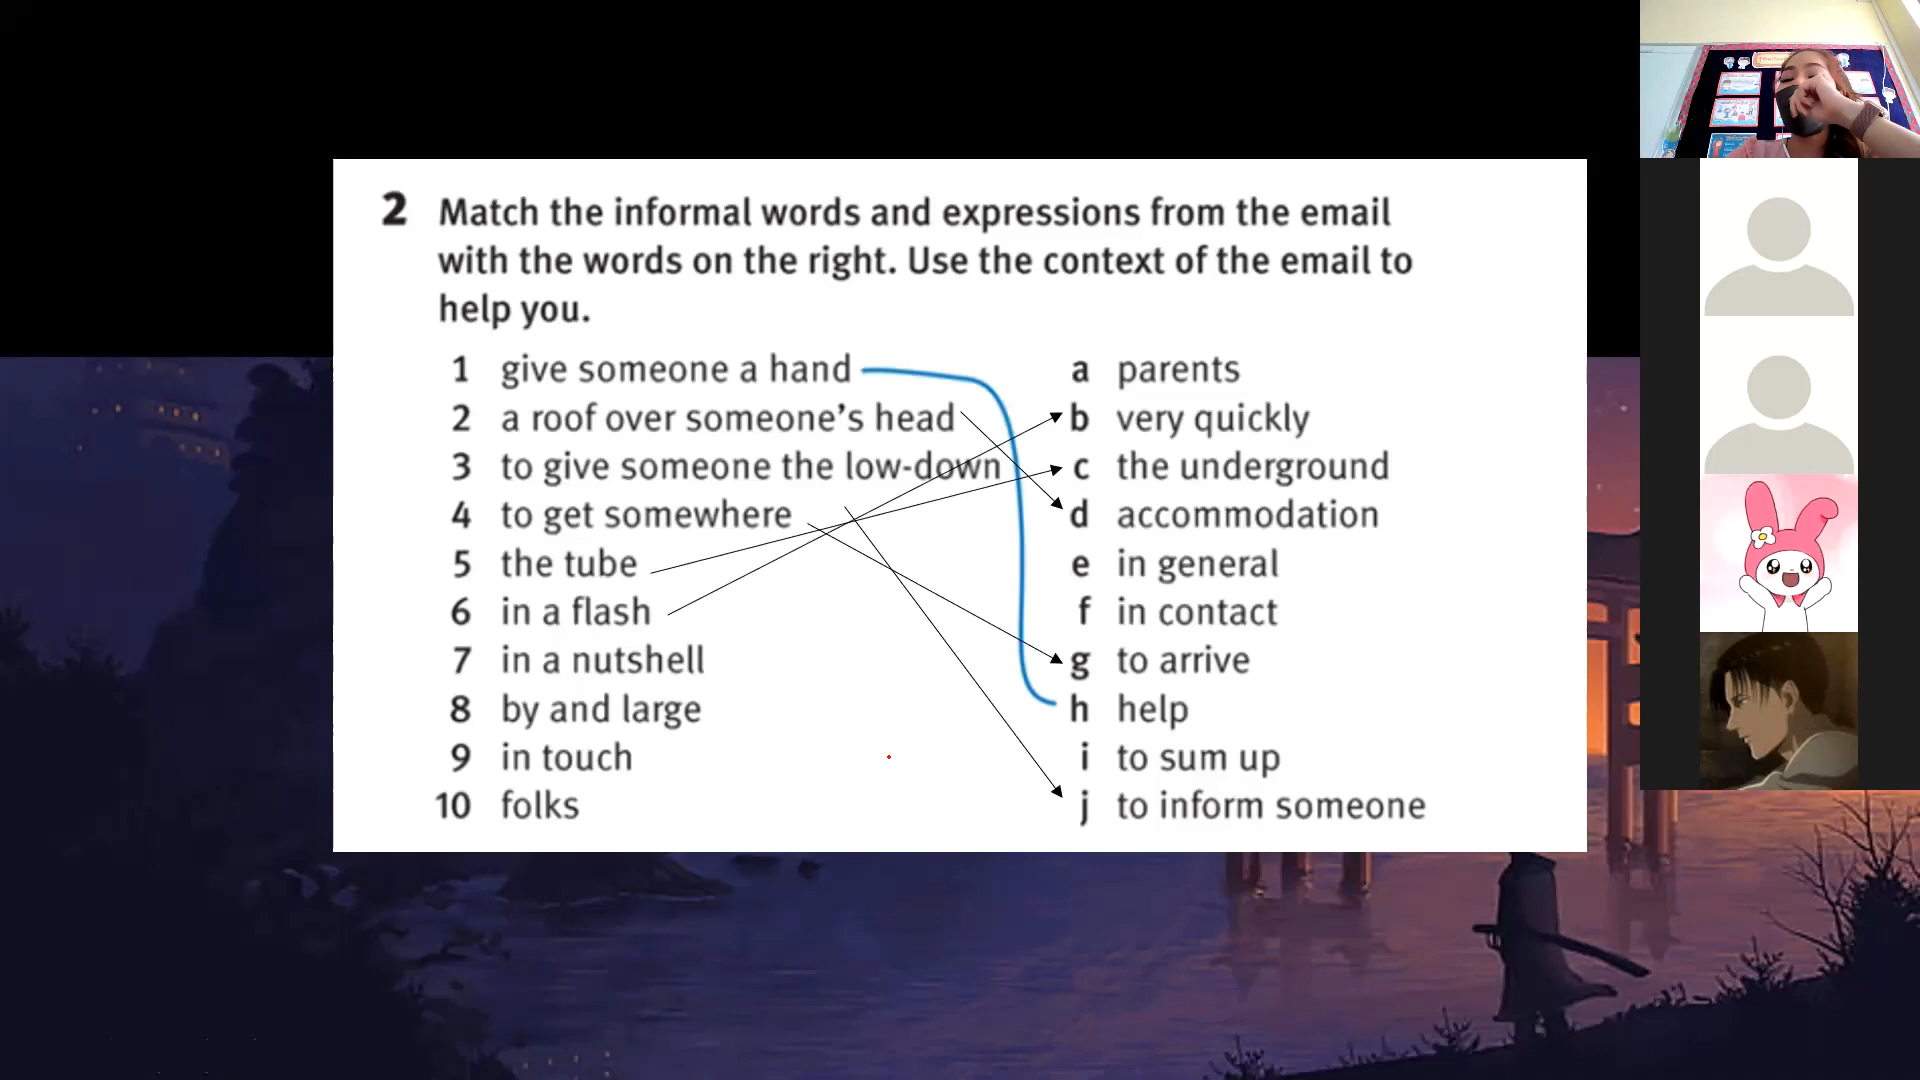 2 Match the informal words and expressions from the email
with the words on the right. Use the context of the email to
help you.
1 give someone a hand
2 a roof over someone's head
3 to give someone the low-down
4 to get somewhere
5 the tube
6 in a flash
7 in a nutshell
8 by and large
9 in touch
10 folks
a parents
b very quickly
c the underground
d accommodation
e in general
f in contact
g to arrive
h help
i to sum up
j to inform someone